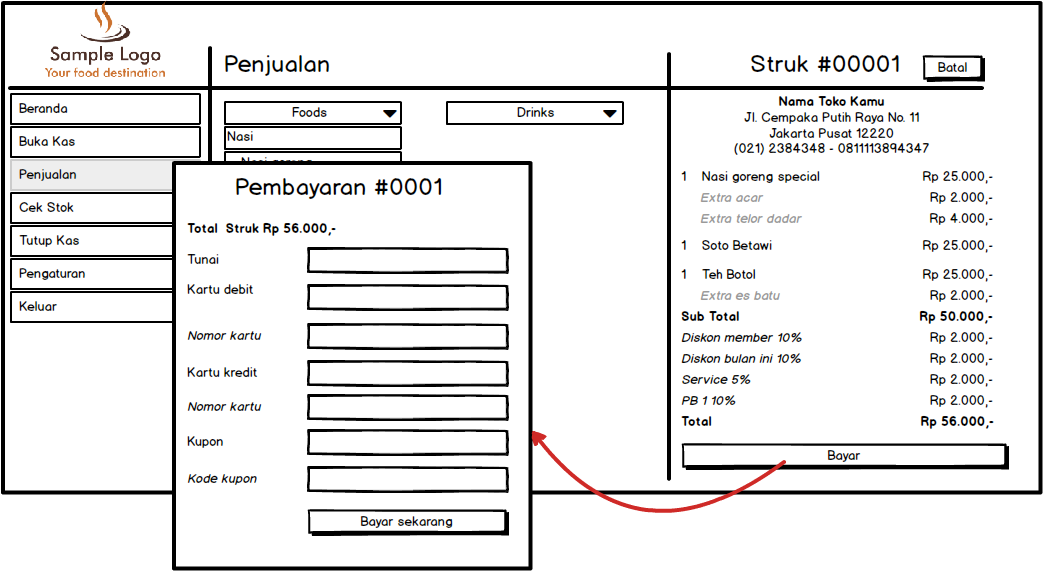 Sample Logo
Your food destination
Penjualan
Struk #00001
Batal
Beranda
Buka Kas
Penjualan
Cek Stok
Tutup Kas
Pengaturan
Keluar
Foods
Drinks
Nasi
Nasi goreng
Pembayaran #0001
Total Struk Rp 56.000,-
Tunai
Kartu debit
Nomor kartu
Kartu kredit
Nomor kartu
Kupon
Kode kupon
Bayar sekarang
Nama Toko Kamu
Jl. Cempaka Putih Raya No. 11
Jakarta Pusat 12220
(021) 2384348 - 0811113894347
1 Nasi goreng special Rp 25.000,-
Extra acar Rp 2.000,-
Extra telor dadar Rp 4.000,-
1 Soto Betawi Rp 25.000,-
1 Teh Botol Rp 25.000,-
Extra es batu Rp 2.000,-
Sub Total Rp 50.000,-
Diskon member 10% Rp 2.000,-
Diskon bulan ini 10% Rp 2.000,-
Service 5% Rp 2.000,-
PB 1 10% Rp 2.000,-
Total Rp 56.000,-
Bayar